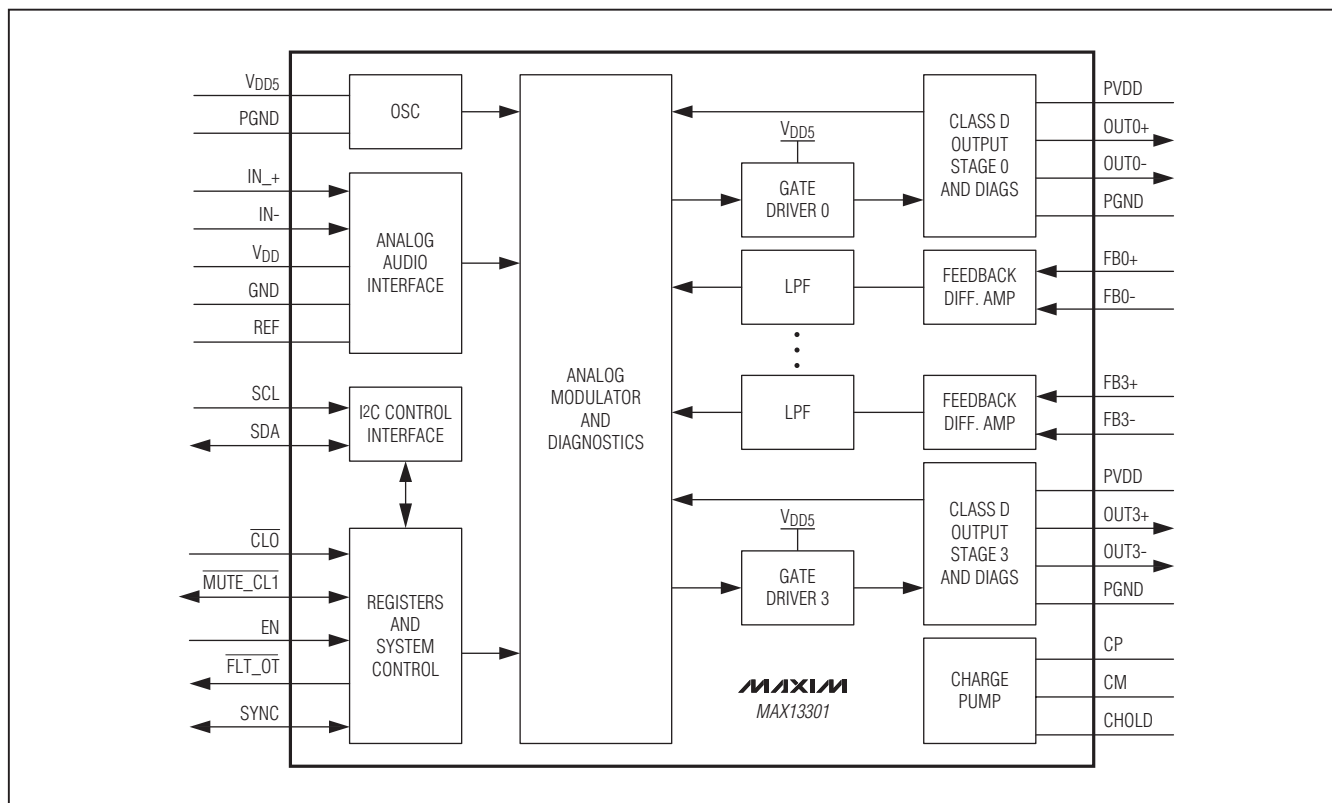 VDD5
PGND
OSC
IN_+
IN-
VDD
GND
REF
ANALOG
AUDIO
INTERFACE
SCL
SDA
I2C CONTROL
INTERFACE
CL0
MUTE_CL1
EN
FLT_OT
SYNC
REGISTERS
AND
SYSTEM
CONTROL
ANALOG
MODULATOR
AND
DIAGNOSTICS
VDD5
GATE
DRIVER 0
LPF
LPF
VDD5
GATE
DRIVER 3
MAXIM
MAX13301
CLASS D
OUTPUT
STAGE 0
AND DIAGS
PVDD
OUT0+
OUT0-
PGND
FEEDBACK
DIFF. AMP
FB0+
FB0-
FEEDBACK
DIFF. AMP
FB3+
FB3-
CLASS D
OUTPUT
STAGE 3
AND DIAGS
PVDD
OUT3+
OUT3-
PGND
CHARGE
PUMP
CP
CM
CHOLD